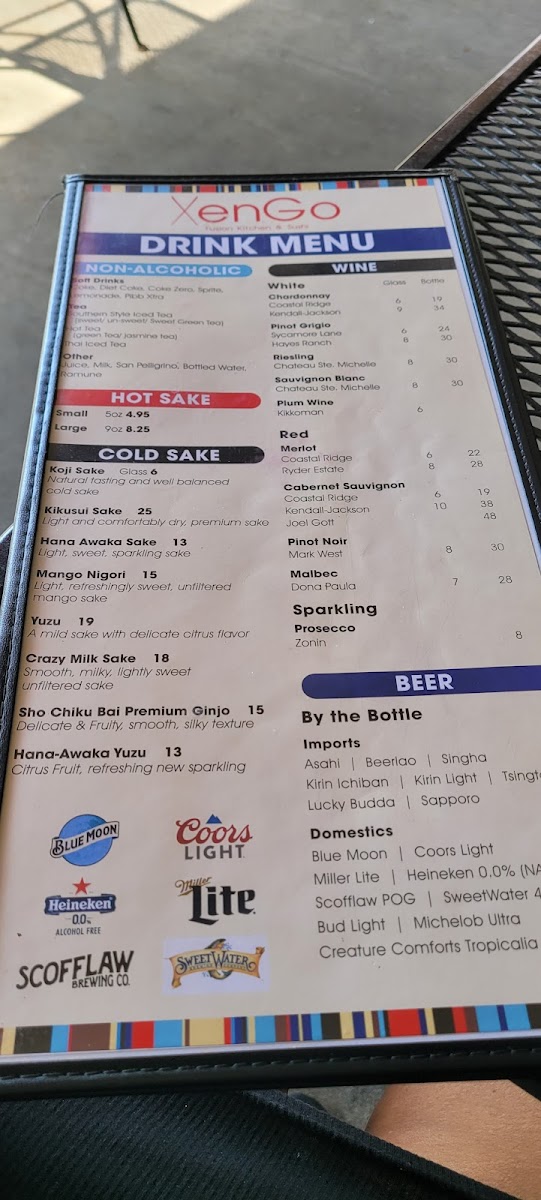 XenGo
Fusion Kitchen & Sushi
DRINK MENU
NON-ALCOHOLIC
Soft Drinks
Coke, Diet Coke, Coke Zero, Sprite,
Lemonade, Pibb Xtra
Tea
Southern Style Iced Tea
(sweet/ un-sweet/ Sweet Green Tea)
Hot Tea
(green Tea/ jasmine tea)
Thai Iced Tea
Other
Juice, Milk, San Pelligrino, Bottled Water,
Ramune
HOT SAKE
Small 5oz 4.95
Large 9oz 8.25
COLD SAKE
Koji Sake Glass 6
Natural tasting and well balanced
cold sake
Kikusui Sake 25
Light and comfortably dry, premium sake
Hana Awaka Sake 13
Light, sweet, sparkling sake
Mango Nigori 15
Light, refreshingly sweet, unfiltered
mango sake
Yuzu 19
A mild sake with delicate citrus flavor
Crazy Milk Sake 18
Smooth, milky, lightly sweet
unfiltered sake
Sho Chiku Bai Premium Ginjo 15
Delicate & Fruity, smooth, silky texture
Hana-Awaka Yuzu 13
Citrus Fruit, refreshing new sparkling
BLUE MOON
Coors
LIGHT
Heineken
0.0%
ALCOHOL FREE
Miller
Lite
SCOFFLAW
BREWING CO.
SWEETWATER
WINE
White Glass Bottle
Chardonnay
Coastal Ridge 6 19
Kendall-Jackson 9 34
Pinot Grigio
Sycamore Lane 6 24
Hayes Ranch 8 30
Riesling
Chateau Ste. Michelle 8 30
Sauvignon Blanc
Chateau Ste. Michelle 8 30
Plum Wine
Kikkoman 6
Red
Merlot
Coastal Ridge 6 22
Ryder Estate 8 28
Cabernet Sauvignon
Coastal Ridge 6 19
Kendall-Jackson 10 38
Joel Gott 48
Pinot Noir
Mark West 8 30
Malbec
Dona Paula 7 28
Sparkling
Prosecco
Zonin 8
BEER
By the Bottle
Imports
Asahi | Beerlao | Singha
Kirin Ichiban | Kirin Light | Tsingt
Lucky Budda | Sapporo
Domestics
Blue Moon | Coors Light
Miller Lite | Heineken 0.0% (NA
Scofflaw POG | SweetWater 4
Bud Light | Michelob Ultra
Creature Comforts Tropicalia